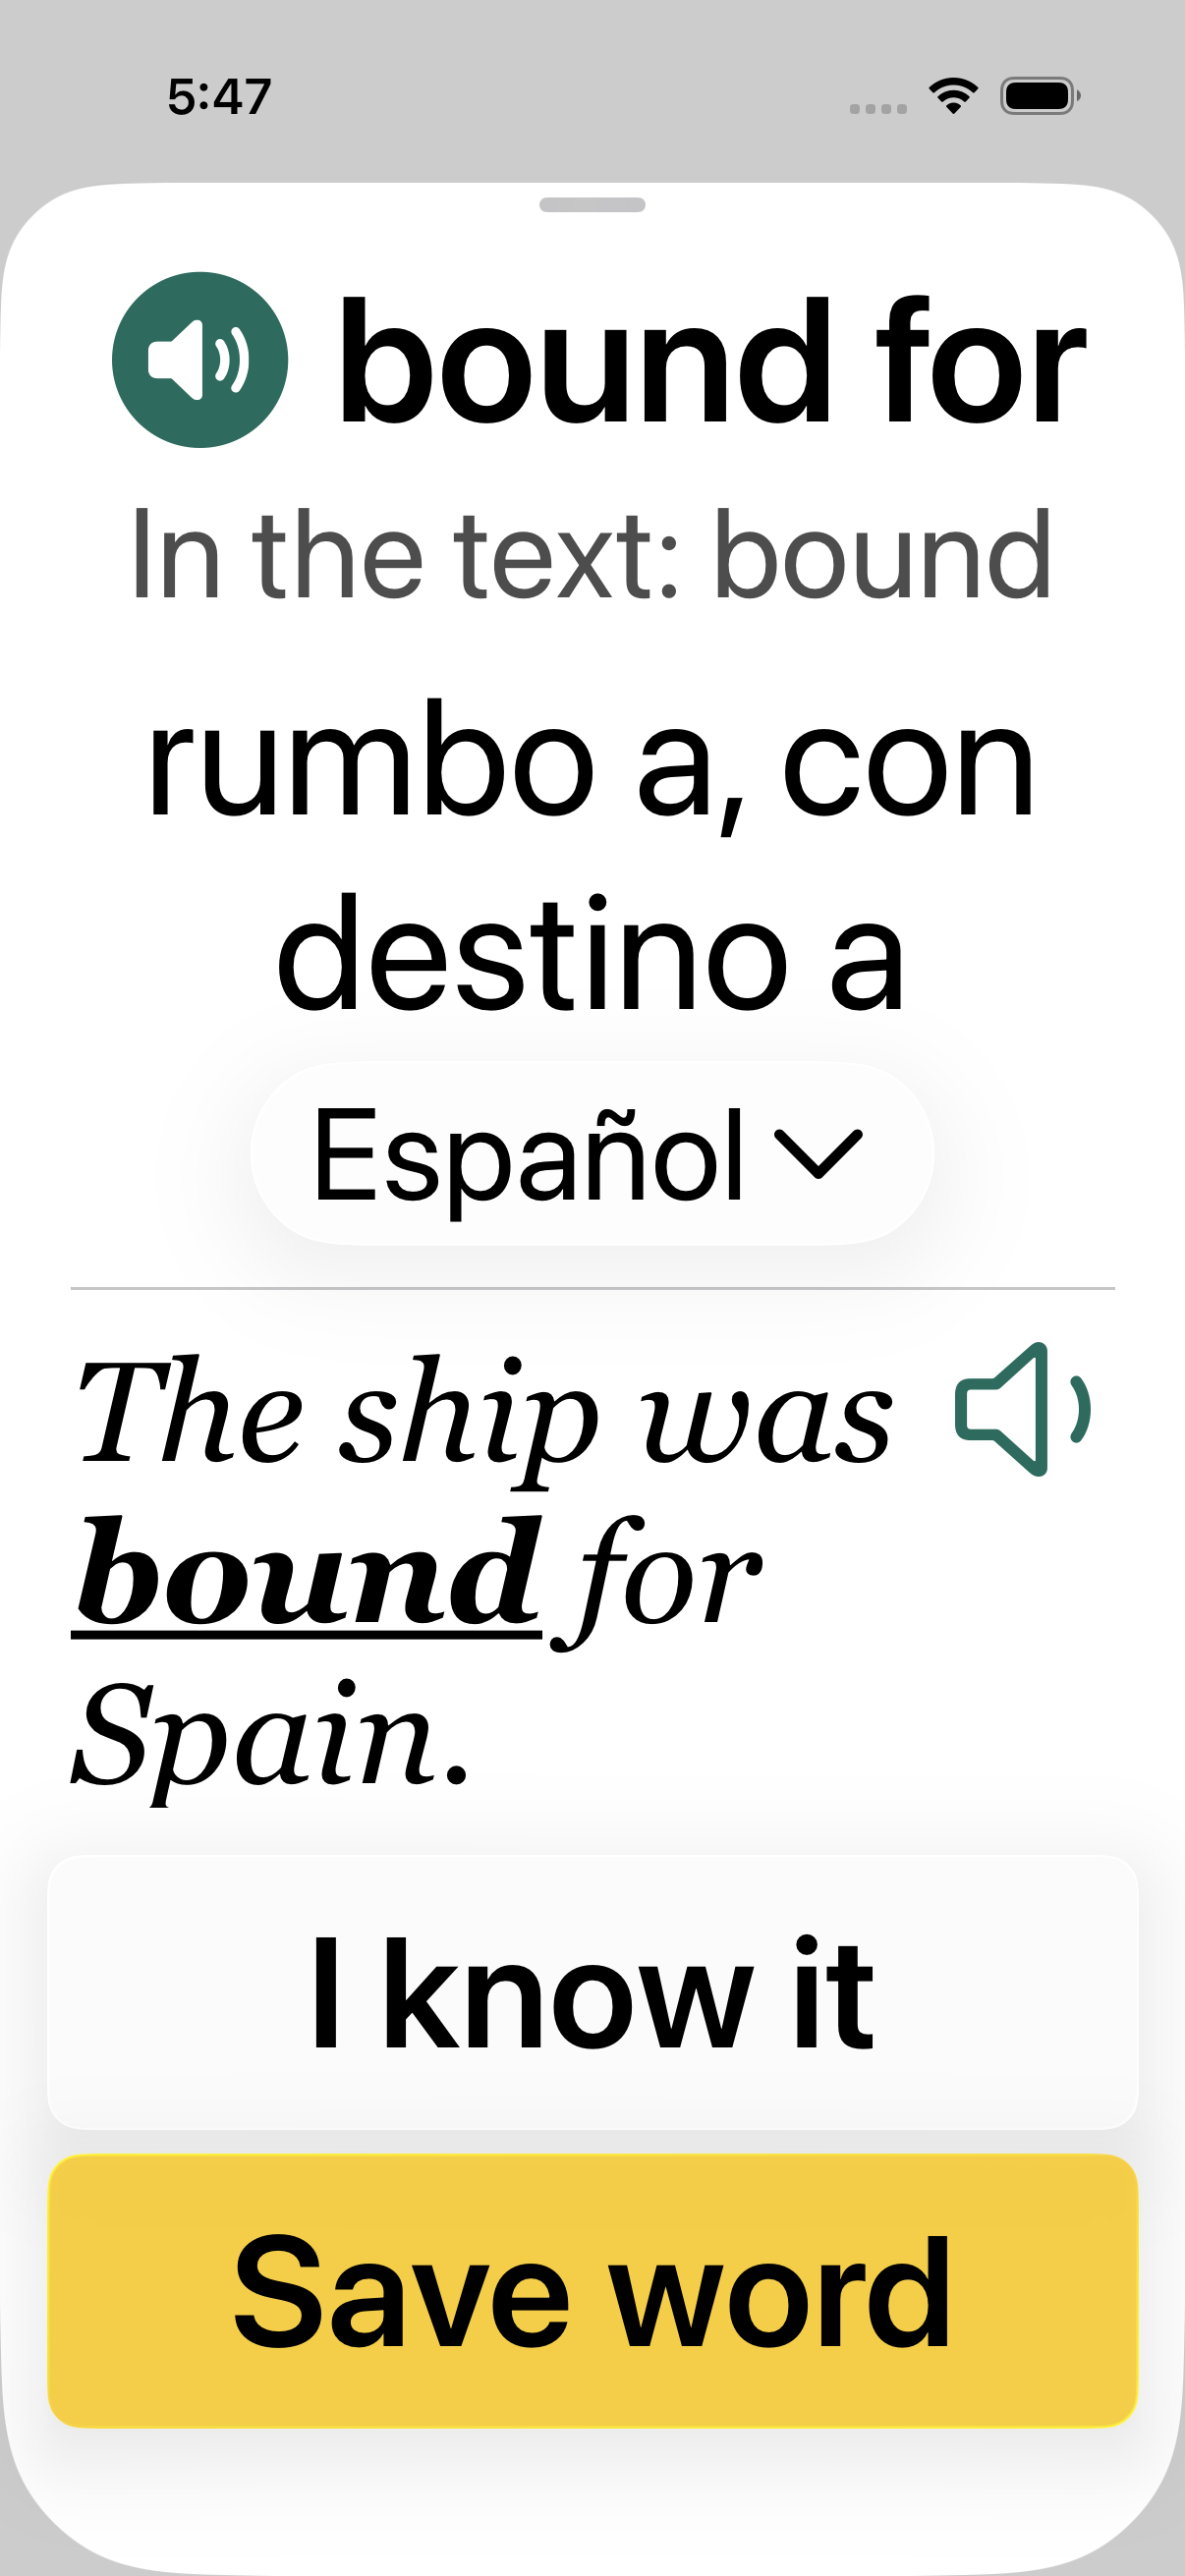 5:47
bound for
In the text: bound
rumbo a, con
destino a
Español
The ship was
bound for
Spain.
I know it
Save word